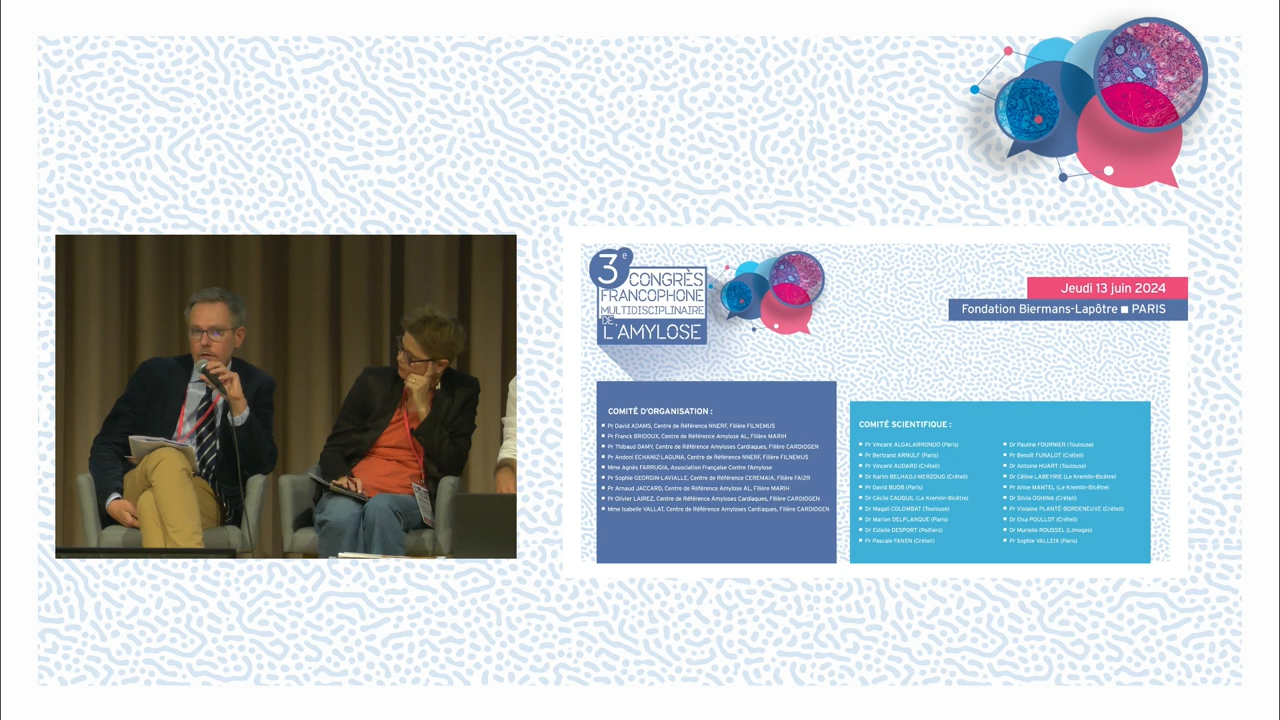 3e
CONGRÈS
FRANCOPHONE
MULTIDISCIPLINAIRE
DE
L'AMYLOSE
Jeudi 13 juin 2024
Fondation Biermans-Lapôtre ■ PARIS
COMITÉ D'ORGANISATION :
Pr David ADAMS, Centre de Référence NNERF, Filière FILNEMUS
Pr Franck BRIDOUX, Centre de Référence Amylose AL, Filière MARIH
Pr Thibaud DAMY, Centre de Référence Amyloses Cardiaques, Filière CARDIOGEN
Pr Andoni ECHANIZ-LAGUNA, Centre de Référence NNERF, Filière FILNEMUS
Mme Agnès FARRUGIA, Association Française Contre l'Amylose
Pr Sophie GEORGIN-LAVIALLE, Centre de Référence CEREMAIA, Filière FAI2R
Pr Arnaud JACCARD, Centre de Référence Amylose AL, Filière MARIH
Pr Olivier LAIREZ, Centre de Référence Amyloses Cardiaques, Filière CARDIOGEN
Mme Isabelle VALLAT, Centre de Référence Amyloses Cardiaques, Filière CARDIOGEN
COMITÉ SCIENTIFIQUE :
Pr Vincent ALGALARRONDO (Paris)
Pr Bertrand ARNULF (Paris)
Pr Vincent AUDARD (Créteil)
Dr Karim BELHADJ-MERZOUG (Créteil)
Pr David BUOB (Paris)
Dr Cécile CAUQUIL (Le Kremlin-Bicêtre)
Dr Magali COLOMBAT (Toulouse)
Dr Marion DELPLANQUE (Paris)
Dr Estelle DESPORT (Poitiers)
Pr Pascale FANEN (Créteil)
Dr Pauline FOURNIER (Toulouse)
Pr Benoît FUNALOT (Créteil)
Dr Antoine HUART (Toulouse)
Dr Céline LABEYRIE (Le Kremlin-Bicêtre)
Pr Anne MANTEL (Le Kremlin-Bicêtre)
Dr Silvia OGHINA (Créteil)
Pr Violaine PLANTÉ-BORDENEUVE (Créteil)
Dr Elsa POULLOT (Créteil)
Dr Murielle ROUSSEL (Limoges)
Pr Sophie VALLEIX (Paris)